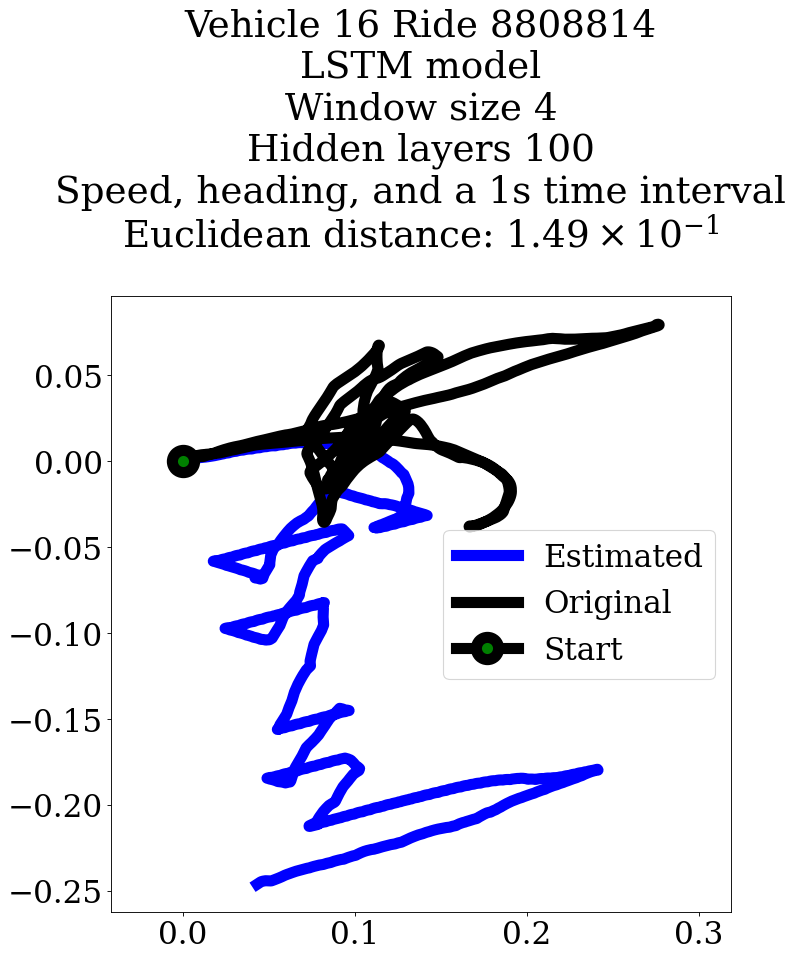 Vehicle 16 Ride 8808814
LSTM model
Window size 4
Hidden layers 100
Speed, heading, and a 1s time interval
Euclidean distance: 1.49 × 10⁻¹
0.05
0.00
−0.05
−0.10
−0.15
−0.20
−0.25
Estimated
Original
Start
0.0 0.1 0.2 0.3